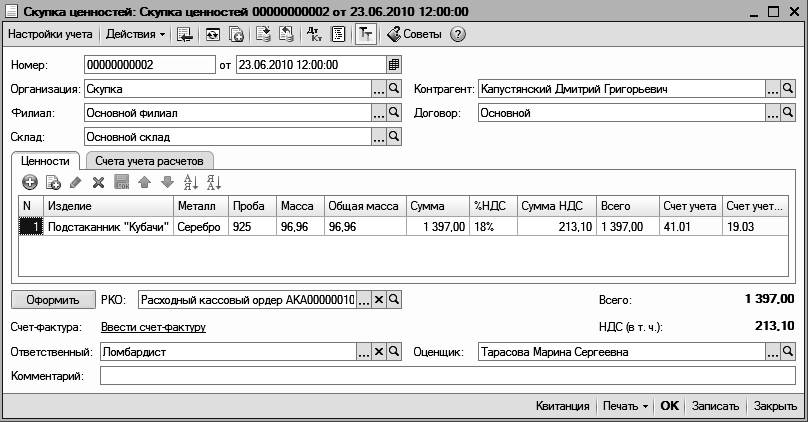 Скупка ценностей: Скупка ценностей 00000000002 от 23.06.2010 12:00:00
Настройки учета Действия Дт Кт Тт Советы
Номер: 00000000002 от 23.06.2010 12:00:00
Организация: Скупка ... Контрагент: Капустянский Дмитрий Григорьевич ...
Филиал: Основной филиал ... Договор: Основной ...
Склад: Основной склад ...
Ценности Счета учета расчетов
N Изделие Металл Проба Масса Общая масса Сумма %НДС Сумма НДС Всего Счет учета Счет учет...
1 Подстаканник "Кубачи" Серебро 925 96,96 96,96 1 397,00 18% 213,10 1 397,00 41.01 19.03
Оформить РКО: Расходный кассовый ордер АКА00000010 ... Всего: 1 397,00
Счет-фактура: Ввести счет-фактуру НДС (в т. ч.): 213,10
Ответственный: Ломбардист ... Оценщик: Тарасова Марина Сергеевна ...
Комментарий:
Квитанция Печать OK Записать Закрыть